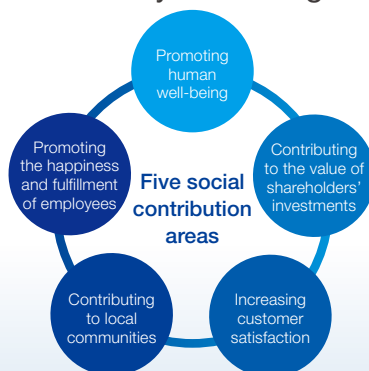 Promoting
human
well-being
Contributing
to the value of
shareholders'
investments
Increasing
customer
satisfaction
Contributing
to local
communities
Promoting
the happiness
and fulfillment
of employees
Five social
contribution
areas